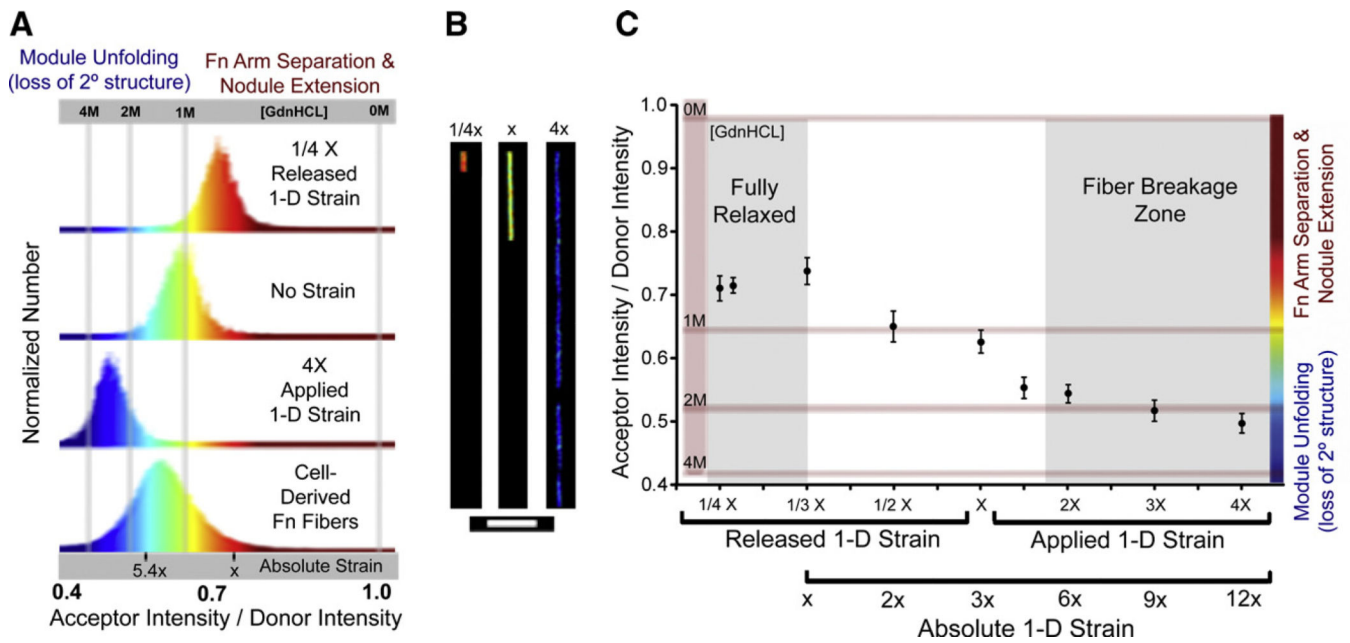 A
Module Unfolding
(loss of 2º structure)
Fn Arm Separation &
Nodule Extension
4M 2M 1M [GdnHCL] 0M
1/4 X
Released
1-D Strain
No Strain
4X
Applied
1-D Strain
Cell-
Derived
Fn Fibers
Normalized Number
5.4x x Absolute Strain
0.4 0.7 1.0
Acceptor Intensity / Donor Intensity
B
1/4x x 4x
C
Acceptor Intensity / Donor Intensity
1.0
0.9
0.8
0.7
0.6
0.5
0.4
0M
[GdnHCL]
1M
2M
4M
Fully
Relaxed
Fiber Breakage
Zone
Fn Arm Separation &
Nodule Extension
Module Unfolding
(loss of 2º structure)
1/4 X 1/3 X 1/2 X X 2X 3X 4X
Released 1-D Strain Applied 1-D Strain
x 2x 3x 6x 9x 12x
Absolute 1-D Strain